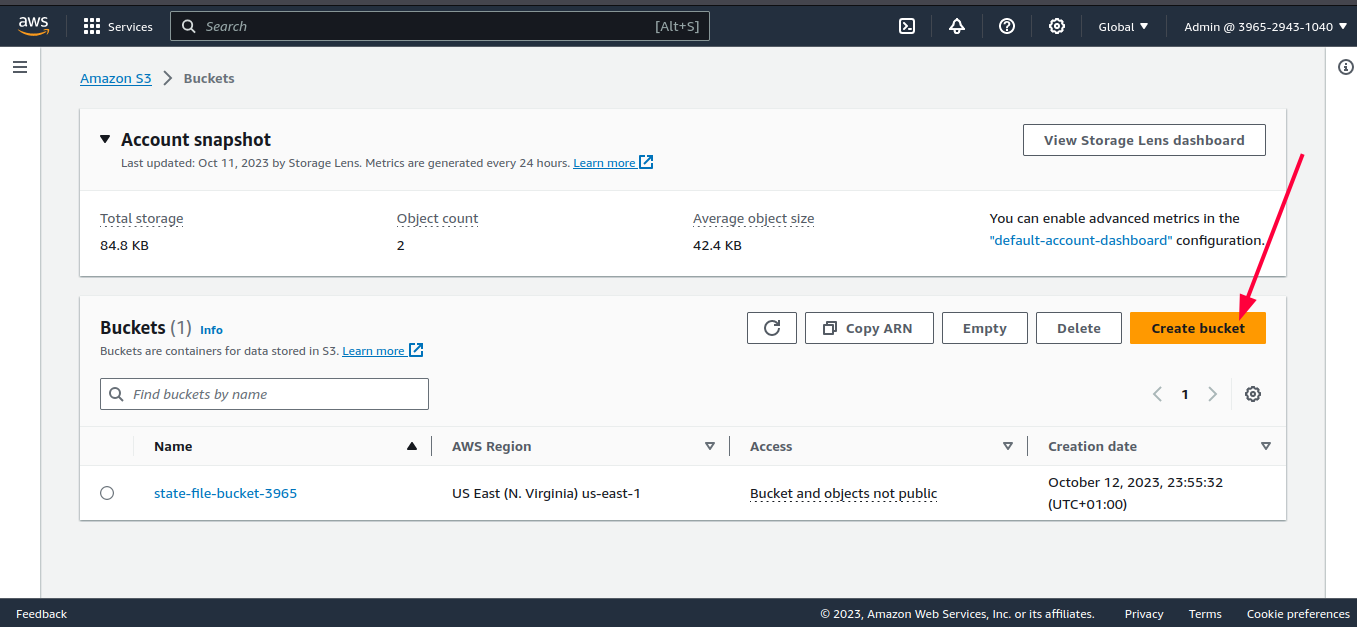 aws Services Search [Alt+S] Global Admin @ 3965-2943-1040
Amazon S3 Buckets
Account snapshot View Storage Lens dashboard
Last updated: Oct 11, 2023 by Storage Lens. Metrics are generated every 24 hours. Learn more
Total storage Object count Average object size You can enable advanced metrics in the
84.8 KB 2 42.4 KB "default-account-dashboard" configuration.
Buckets (1) Info Copy ARN Empty Delete Create bucket
Buckets are containers for data stored in S3. Learn more
Find buckets by name 1
Name AWS Region Access Creation date
state-file-bucket-3965 US East (N. Virginia) us-east-1 Bucket and objects not public October 12, 2023, 23:55:32
(UTC+01:00)
Feedback © 2023, Amazon Web Services, Inc. or its affiliates. Privacy Terms Cookie preferences